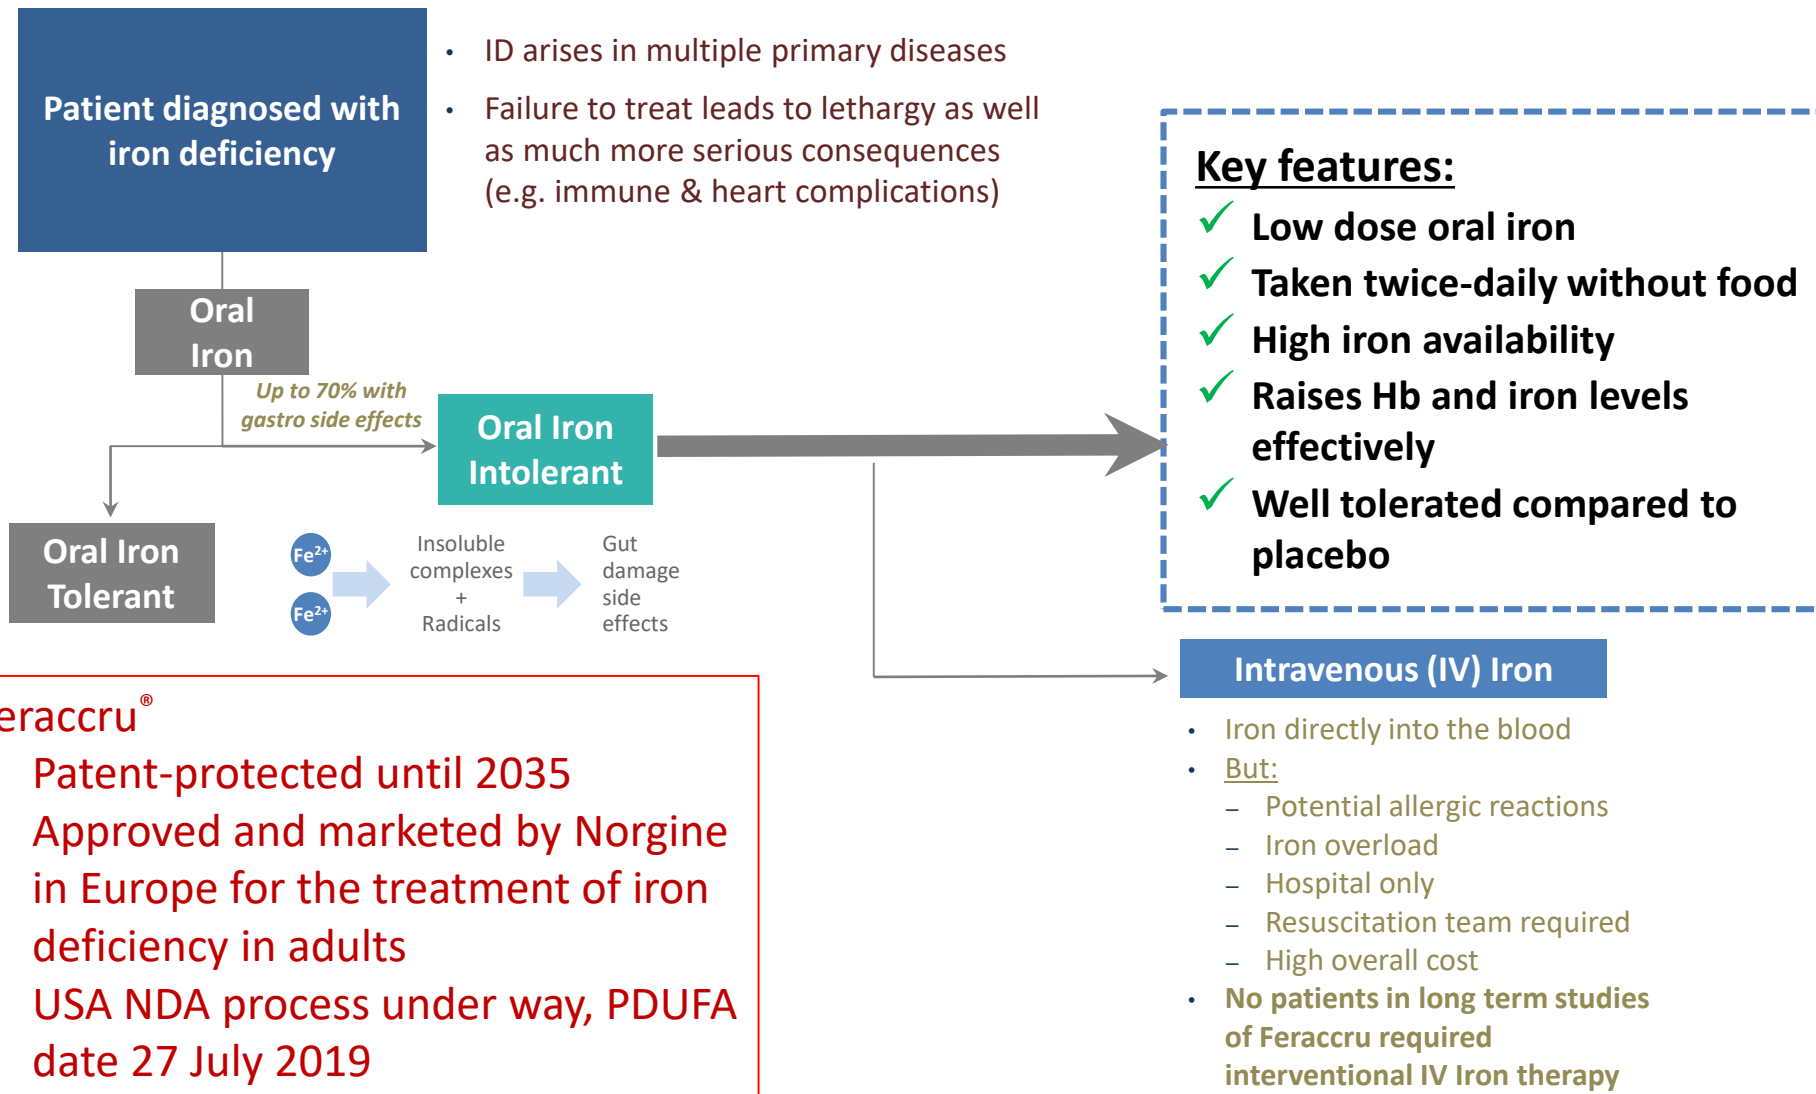 Patient diagnosed with
iron deficiency
• ID arises in multiple primary diseases
• Failure to treat leads to lethargy as well
as much more serious consequences
(e.g. immune & heart complications)
Oral
Iron
Up to 70% with
gastro side effects
Oral Iron
Intolerant
Oral Iron
Tolerant
Fe²⁺
Fe²⁺
Insoluble
complexes
+
Radicals
Gut
damage
side
effects
Key features:
✓ Low dose oral iron
✓ Taken twice-daily without food
✓ High iron availability
✓ Raises Hb and iron levels
effectively
✓ Well tolerated compared to
placebo
Intravenous (IV) Iron
• Iron directly into the blood
• But:
– Potential allergic reactions
– Iron overload
– Hospital only
– Resuscitation team required
– High overall cost
• No patients in long term studies
of Feraccru required
interventional IV Iron therapy
eraccru®
Patent-protected until 2035
Approved and marketed by Norgine
in Europe for the treatment of iron
deficiency in adults
USA NDA process under way, PDUFA
date 27 July 2019